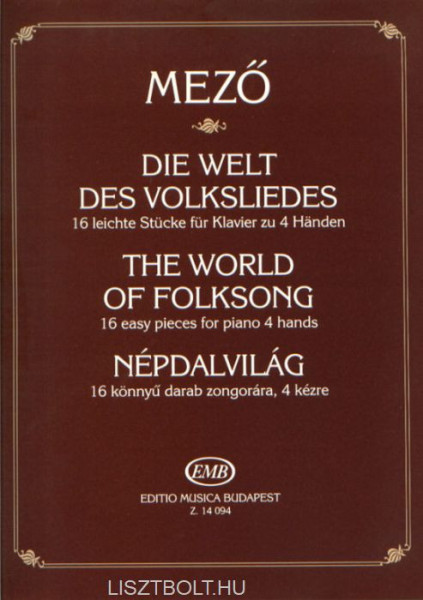 MEZŐ
DIE WELT
DES VOLKSLIEDES
16 leichte Stücke für Klavier zu 4 Händen
THE WORLD
OF FOLKSONG
16 easy pieces for piano 4 hands
NÉPDALVILÁG
16 könnyű darab zongorára, 4 kézre
EMB
EDITIO MUSICA BUDAPEST
Z. 14 094
LISZTBOLT.HU